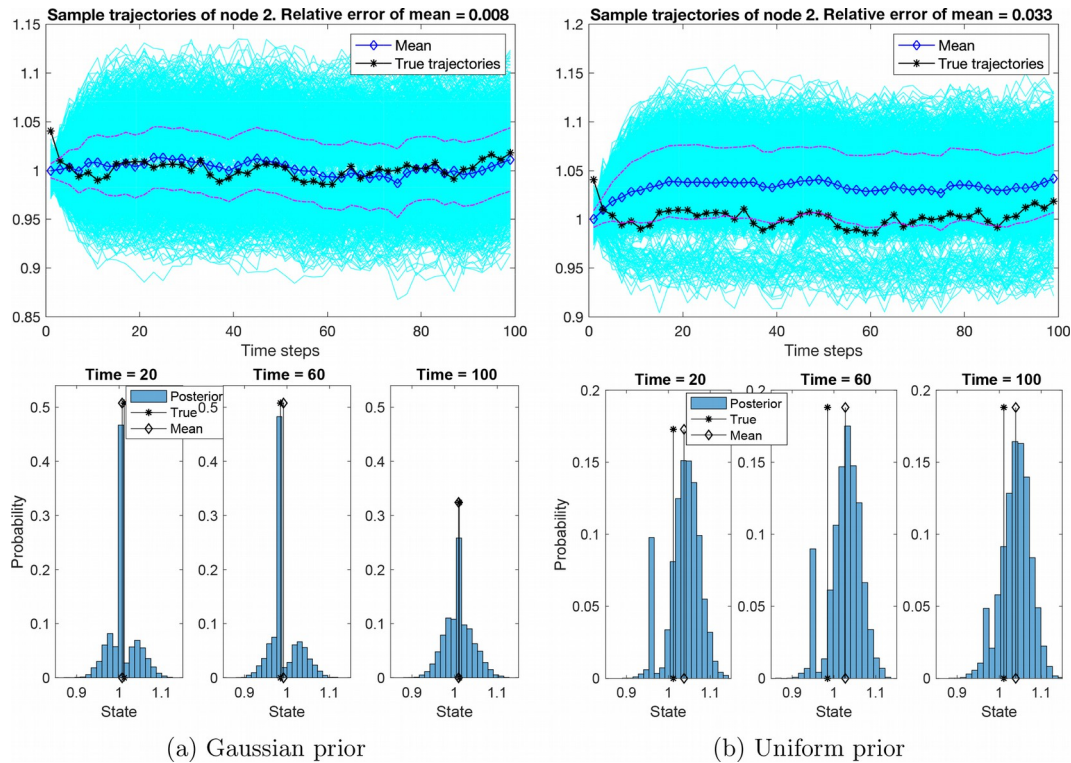 Sample trajectories of node 2. Relative error of mean = 0.008
1.15
1.1
1.05
1
0.95
0.9
0.85
0
20
40
60
80
100
Time steps
Mean
True trajectories
Sample trajectories of node 2. Relative error of mean = 0.033
1.2
1.15
1.1
1.05
1
0.95
0.9
0
20
40
60
80
100
Time steps
Mean
True trajectories
Time = 20
0.5
0.4
0.3
0.2
0.1
0
Probability
0.9
1
1.1
State
Posterior
True
Mean
Time = 60
0.5
0.4
0.3
0.2
0.1
0
0.9
1
1.1
State
Time = 100
0.5
0.4
0.3
0.2
0.1
0
0.9
1
1.1
State
Time = 20
0.2
0.15
0.1
0.05
0
Probability
0.9
1
1.1
State
Posterior
True
Mean
Time = 60
0.2
0.1
0.05
0
0.9
1
1.1
State
Time = 100
0.2
0.15
0.1
0.05
0
0.9
1
1.1
State
(a) Gaussian prior
(b) Uniform prior